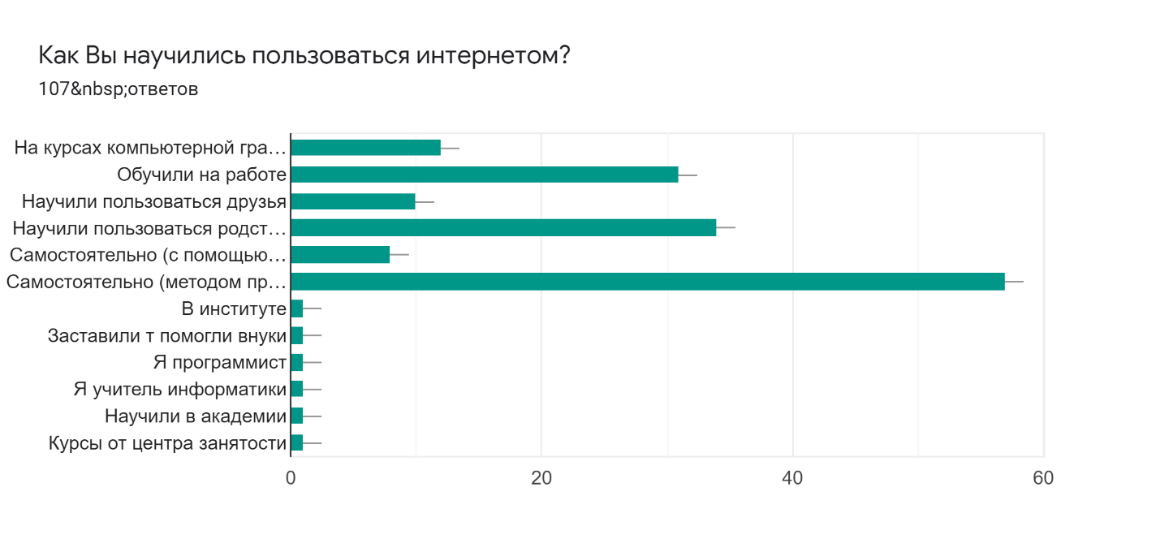 Как Вы научились пользоваться интернетом?
107&nbsp;ответов
На курсах компьютерной гра…
Обучили на работе
Научили пользоваться друзья
Научили пользоваться родст…
Самостоятельно (с помощью…
Самостоятельно (методом пр…
В институте
Заставили т помогли внуки
Я программист
Я учитель информатики
Научили в академии
Курсы от центра занятости
0 20 40 60